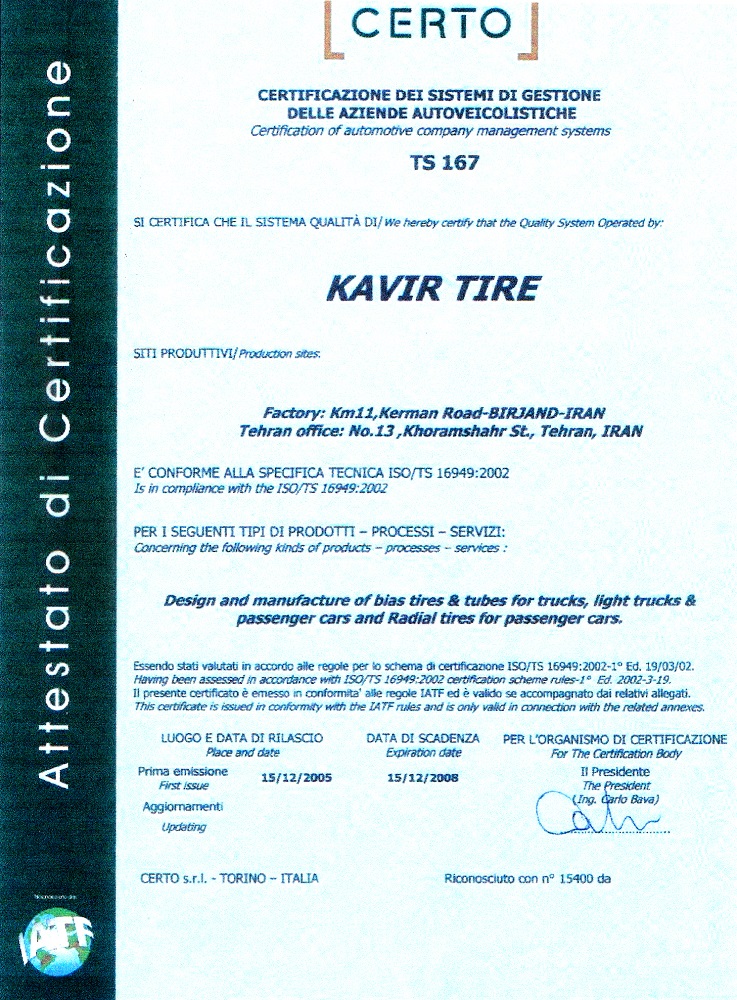 CERTO
CERTIFICAZIONE DEI SISTEMI DI GESTIONE
DELLE AZIENDE AUTOVEICOLISTICHE
Certification of automotive company management systems
TS 167
SI CERTIFICA CHE IL SISTEMA QUALITÀ DI/ We hereby certify that the Quality System Operated by:
KAVIR TIRE
SITI PRODUTTIVI/ Production sites:
Factory: Km11,Kerman Road-BIRJAND-IRAN
Tehran office: No.13 ,Khoramshahr St., Tehran, IRAN
E' CONFORME ALLA SPECIFICA TECNICA ISO/TS 16949:2002
Is in compliance with the ISO/TS 16949:2002
PER I SEGUENTI TIPI DI PRODOTTI – PROCESSI – SERVIZI:
Concerning the following kinds of products – processes – services :
Design and manufacture of bias tires & tubes for trucks, light trucks &
passenger cars and Radial tires for passenger cars.
Essendo stati valutati in accordo alle regole per lo schema di certificazione ISO/TS 16949:2002-1° Ed. 19/03/02.
Having been assessed in accordance with ISO/TS 16949:2002 certification scheme rules-1° Ed. 2002-3-19.
Il presente certificato è emesso in conformita' alle regole IATF ed è valido se accompagnato dai relativi allegati.
This certificate is issued in conformity with the IATF rules and is only valid in connection with the related annexes.
LUOGO E DATA DI RILASCIO
Place and date
DATA DI SCADENZA
Expiration date
PER L'ORGANISMO DI CERTIFICAZIONE
For The Certification Body
Prima emissione
First issue
15/12/2005
15/12/2008
Il Presidente
The President
(Ing. Carlo Bava)
Aggiornamenti
Updating
CERTO s.r.l. - TORINO – ITALIA
Riconosciuto con n° 15400 da
Attestato di Certificazione
IATF